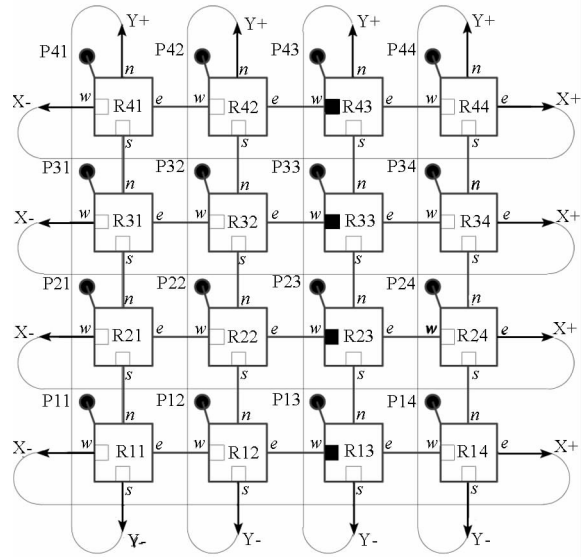 Y+ Y+ Y+ Y+
P41 P42 P43 P44
n n n n
X- w R41 e w R42 e w R43 e w R44 e X+
s s s s
P31 P32 P33 P34
n n n n
X- w R31 e w R32 e w R33 e w R34 e X+
s s s s
P21 P22 P23 P24
n n n n
X- w R21 e w R22 e w R23 e w R24 e X+
s s s s
P11 P12 P13 P14
n n n n
X- w R11 e w R12 e w R13 e w R14 e X+
s s s s
Y- Y- Y- Y-